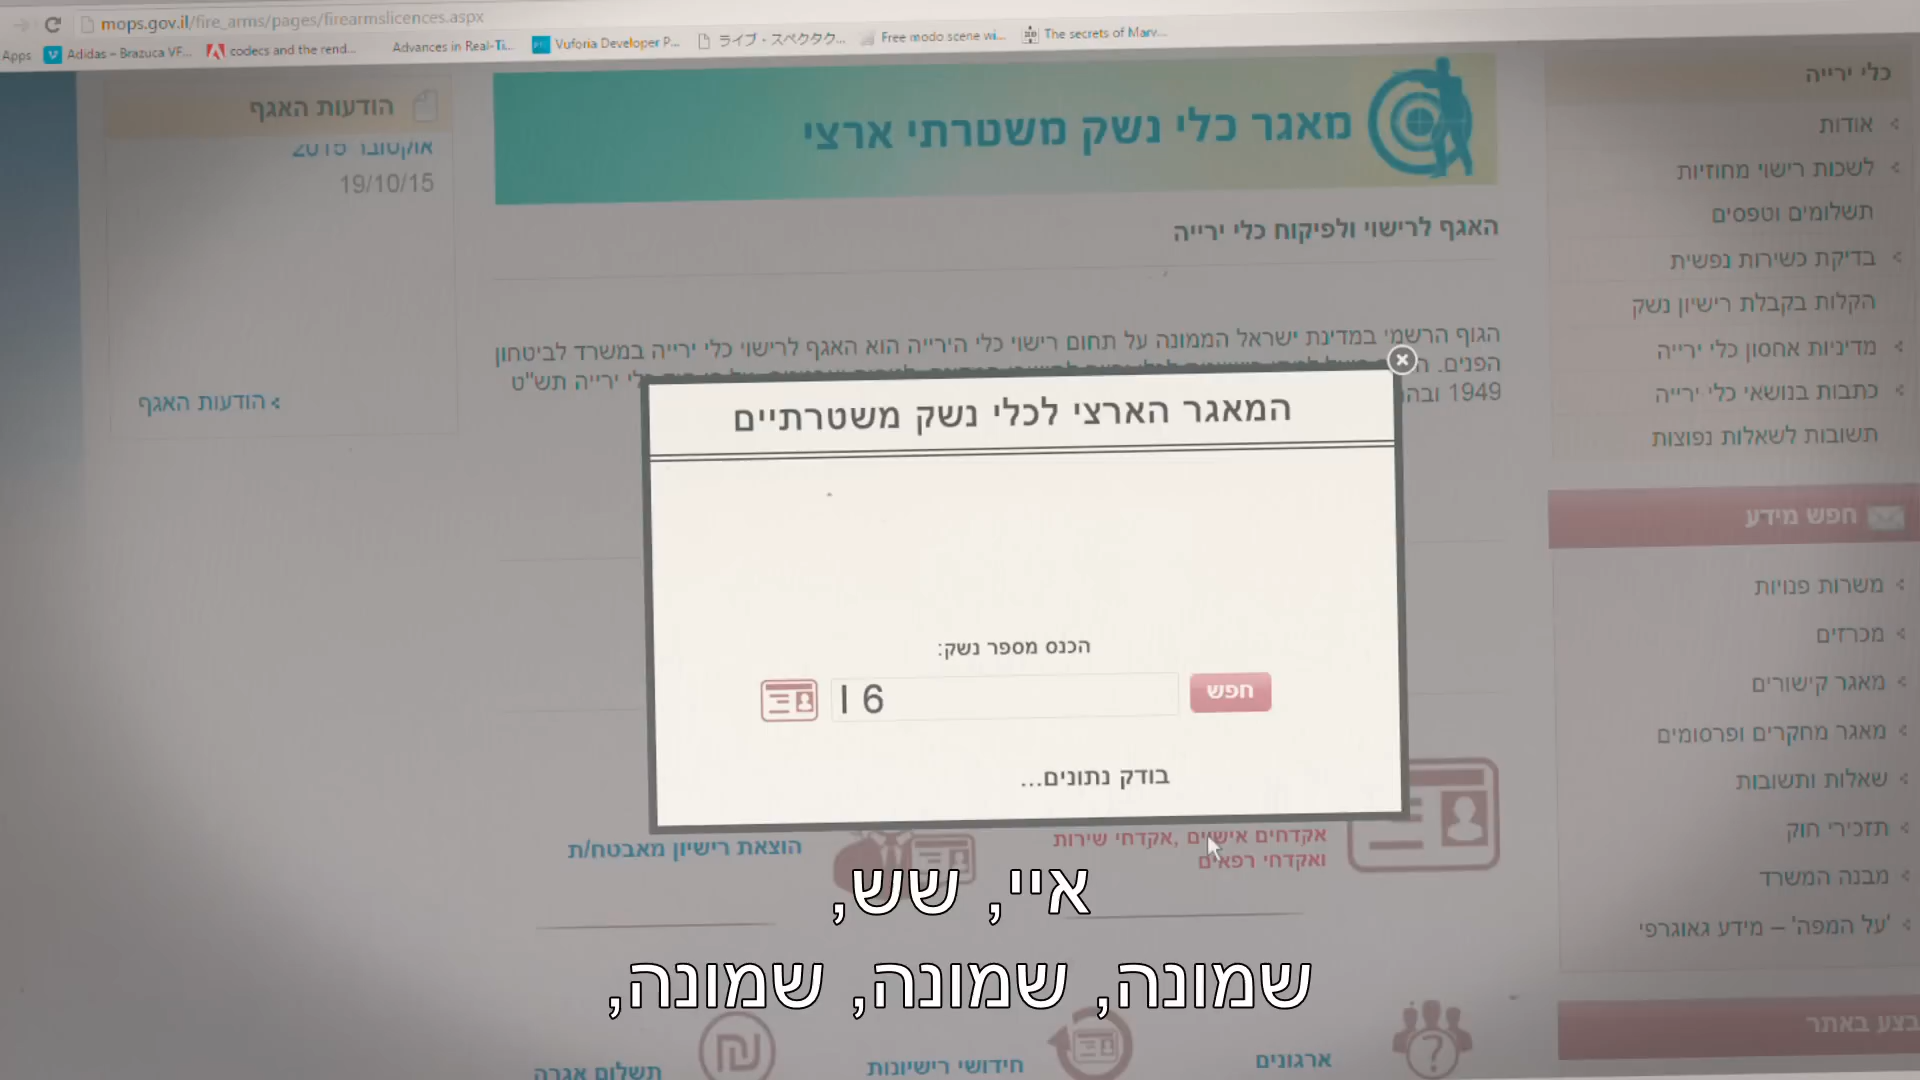 mops.gov.il/fire_arms/pages/firearmslicences.aspx
Apps Adidas – Brazuca VF... codecs and the rend... Advances in Real-Ti... Vuforia Developer P... ライブ・スペクタク... Free modo scene wi... The secrets of Marv...
כלי ירייה
אודות
לשכות רישוי מחוזיות
תשלומים וטפסים
בדיקת כשירות נפשית
הקלות בקבלת רישיון נשק
מדיניות אחסון כלי ירייה
כתבות בנושאי כלי ירייה
תשובות לשאלות נפוצות
חפש מידע
משרות פנויות
מכרזים
מאגר קישורים
מאגר מחקרים ופרסומים
שאלות ותשובות
תזכירי חוק
מבנה המשרד
'על המפה' – מידע גאוגרפי
בצע באתר
מאגר כלי נשק משטרתי ארצי
האגף לרישוי ולפיקוח כלי ירייה
הגוף הרשמי במדינת ישראל הממונה על תחום רישוי כלי הירייה הוא האגף לרישוי כלי ירייה במשרד לביטחון
הפנים.
ירייה תש"ט
1949
הודעות האגף
אוקטובר 2015
19/10/15
הודעות האגף
המאגר הארצי לכלי נשק משטרתיים
הכנס מספר נשק:
I 6
חפש
בודק נתונים...
אקדחים אישיים, אקדחי שירות
ואקדחי רפאים
הוצאת רישיון מאבטח/ת
איי, שש,
שמונה, שמונה, שמונה,
ארגונים
חידושי רישיונות
תשלום אגרה